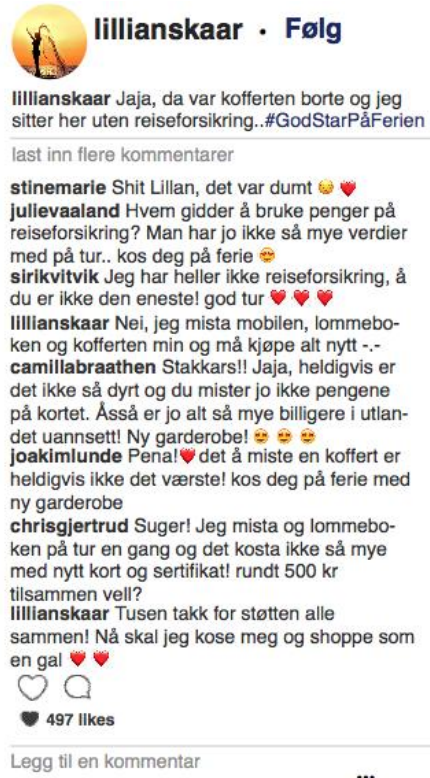 lillianskaar · Følg
lillianskaar Jaja, da var kofferten borte og jeg
sitter her uten reiseforsikring..#GodStarPåFerien
last inn flere kommentarer
stinemarie Shit Lillan, det var dumt 😔 ❤️
julievaaland Hvem gidder å bruke penger på
reiseforsikring? Man har jo ikke så mye verdier
med på tur.. kos deg på ferie 😍
sirikvitvik Jeg har heller ikke reiseforsikring, å
du er ikke den eneste! god tur ❤️ ❤️ ❤️
lillianskaar Nei, jeg mista mobilen, lommebo-
ken og kofferten min og må kjøpe alt nytt -.-
camillabraathen Stakkars!! Jaja, heldigvis er
det ikke så dyrt og du mister jo ikke pengene
på kortet. Åsså er jo alt så mye billigere i utlan-
det uannsett! Ny garderobe! 😍 😍 😍
joakimlunde Pena!❤️det å miste en koffert er
heldigvis ikke det værste! kos deg på ferie med
ny garderobe
chrisgjertrud Suger! Jeg mista og lommebo-
ken på tur en gang og det kosta ikke så mye
med nytt kort og sertifikat! rundt 500 kr
tilsammen vell?
lillianskaar Tusen takk for støtten alle
sammen! Nå skal jeg kose meg og shoppe som
en gal ❤️ ❤️
497 likes
Legg til en kommentar